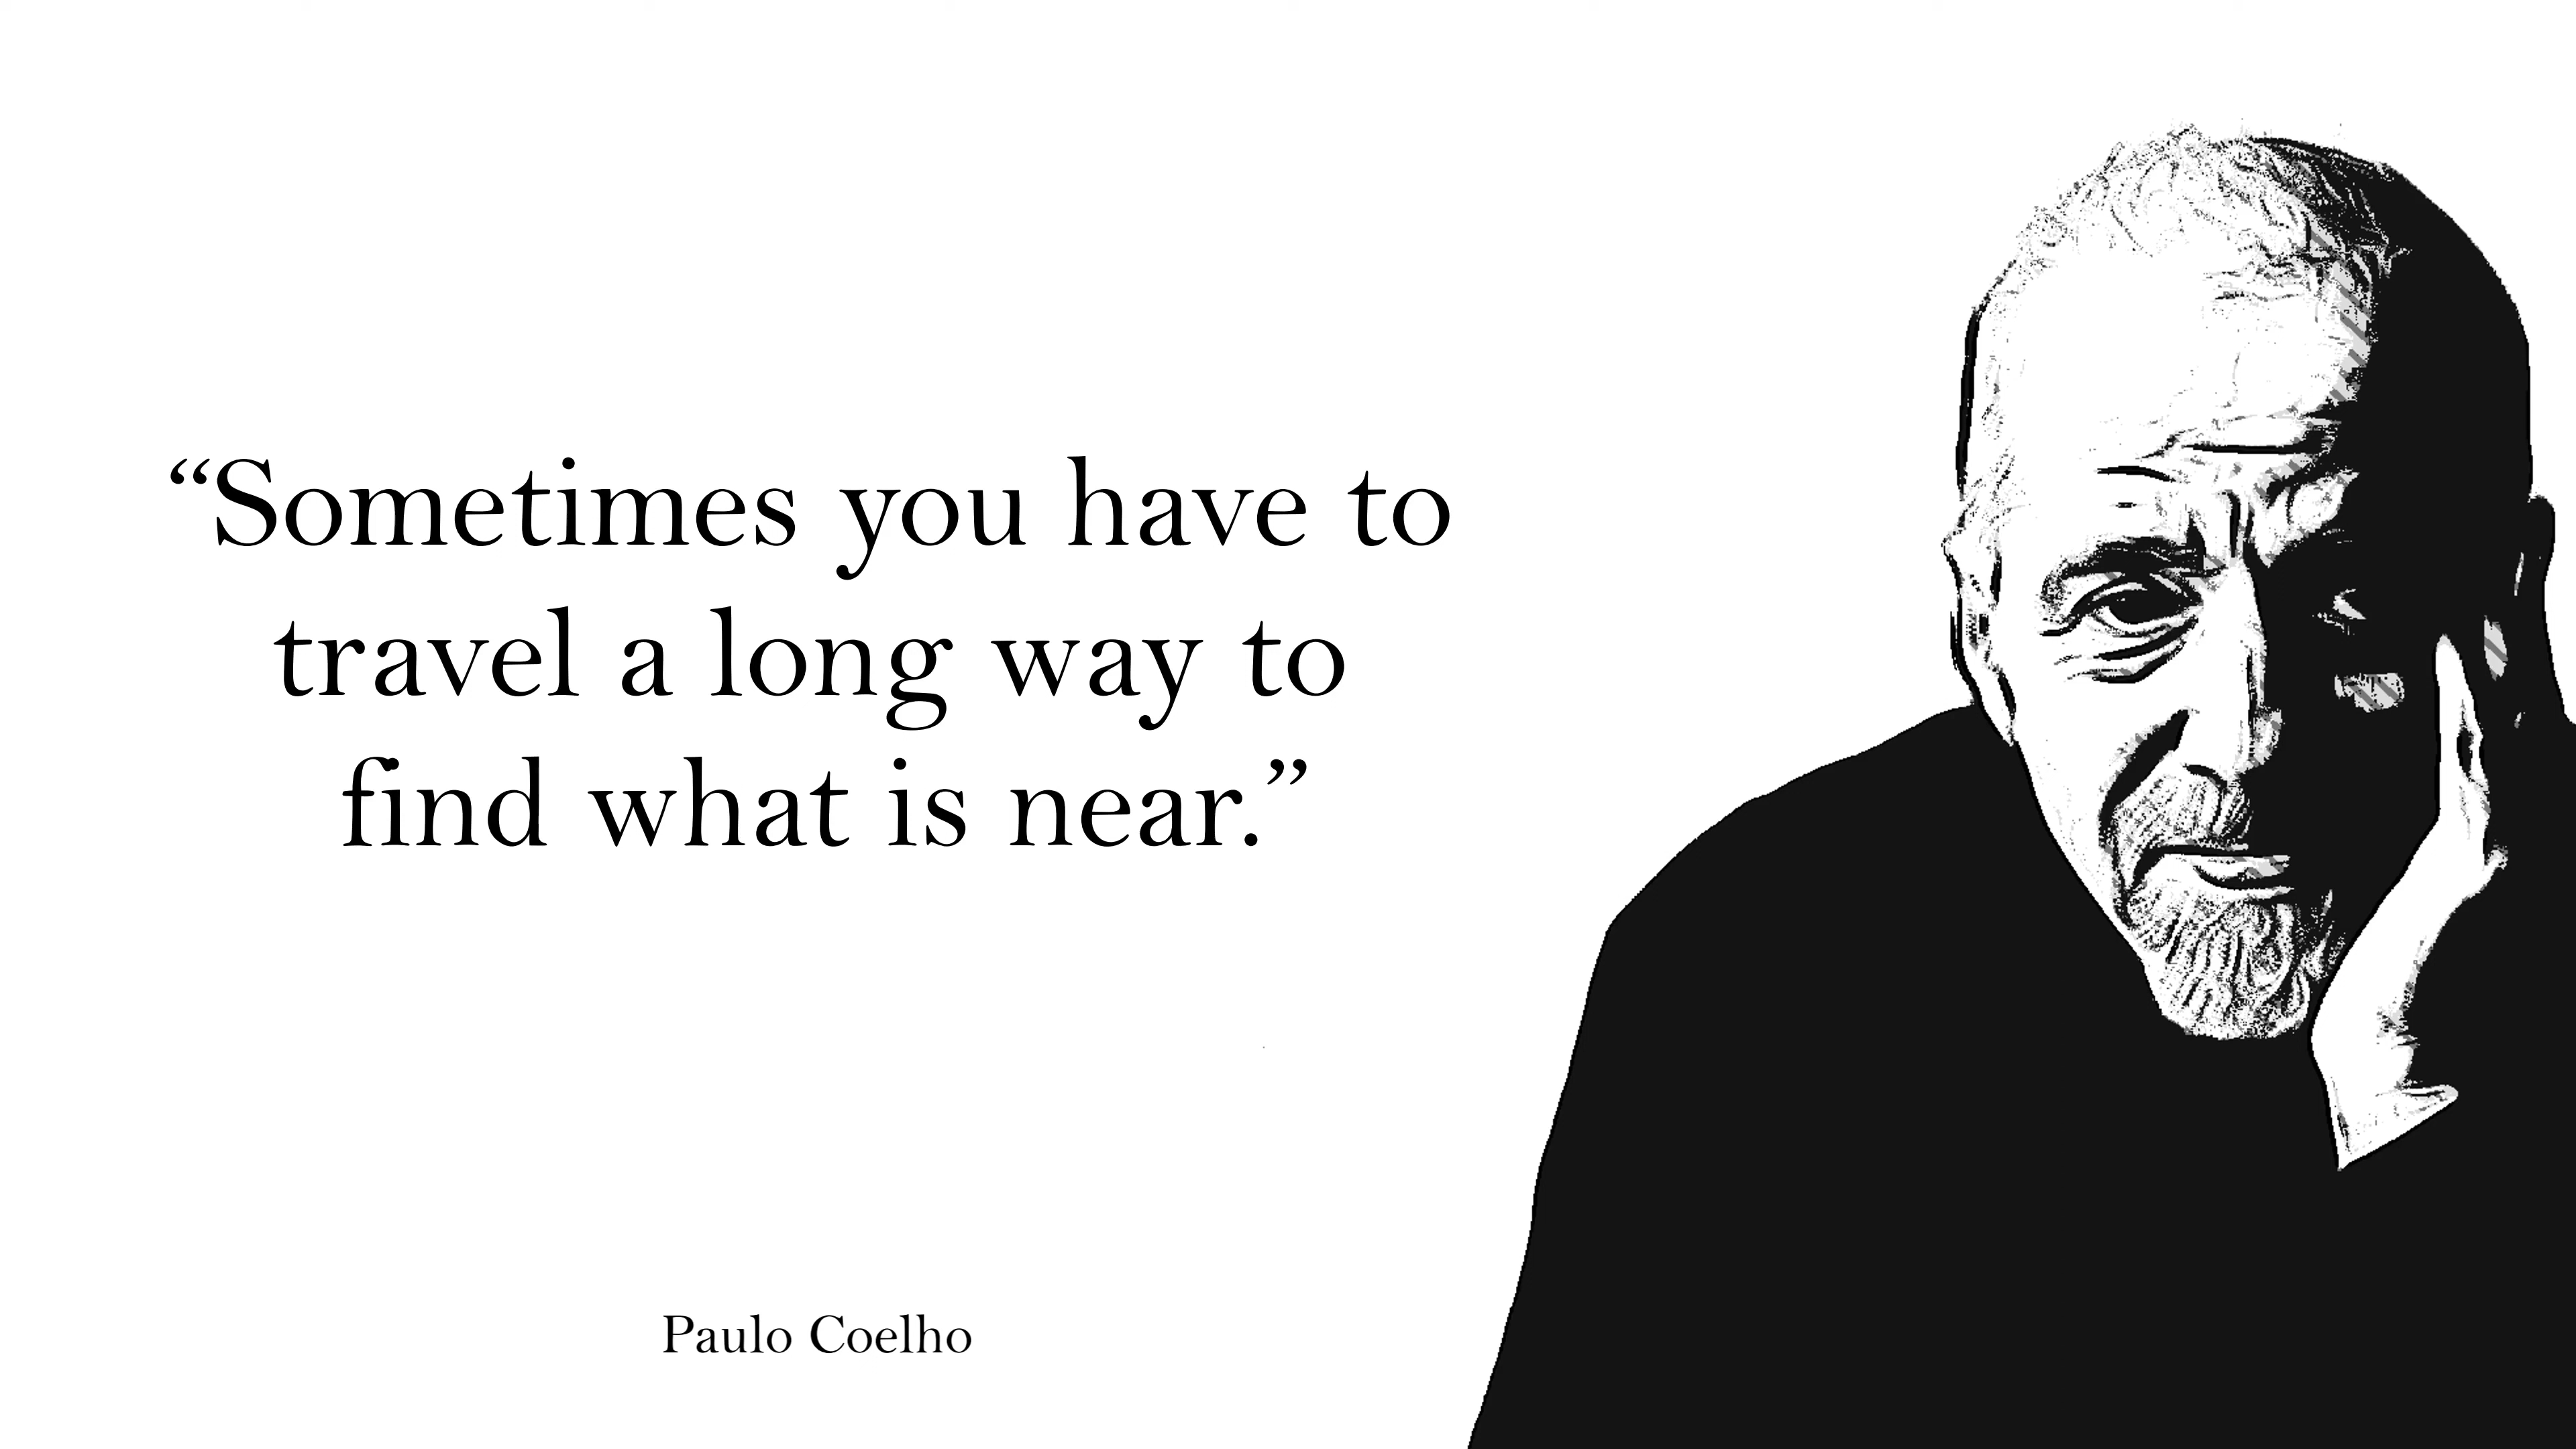 “Sometimes you have to
travel a long way to
find what is near.”
Paulo Coelho